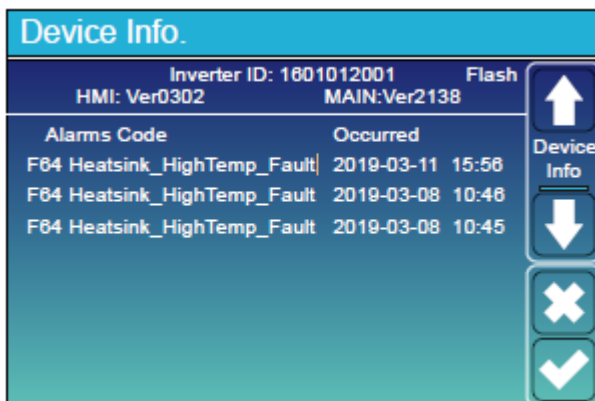 Device Info.
Inverter ID: 1601012001 Flash
HMI: Ver0302 MAIN:Ver2138
Alarms Code Occurred
F64 Heatsink_HighTemp_Fault 2019-03-11 15:56
F64 Heatsink_HighTemp_Fault 2019-03-08 10:46
F64 Heatsink_HighTemp_Fault 2019-03-08 10:45
Device
Info